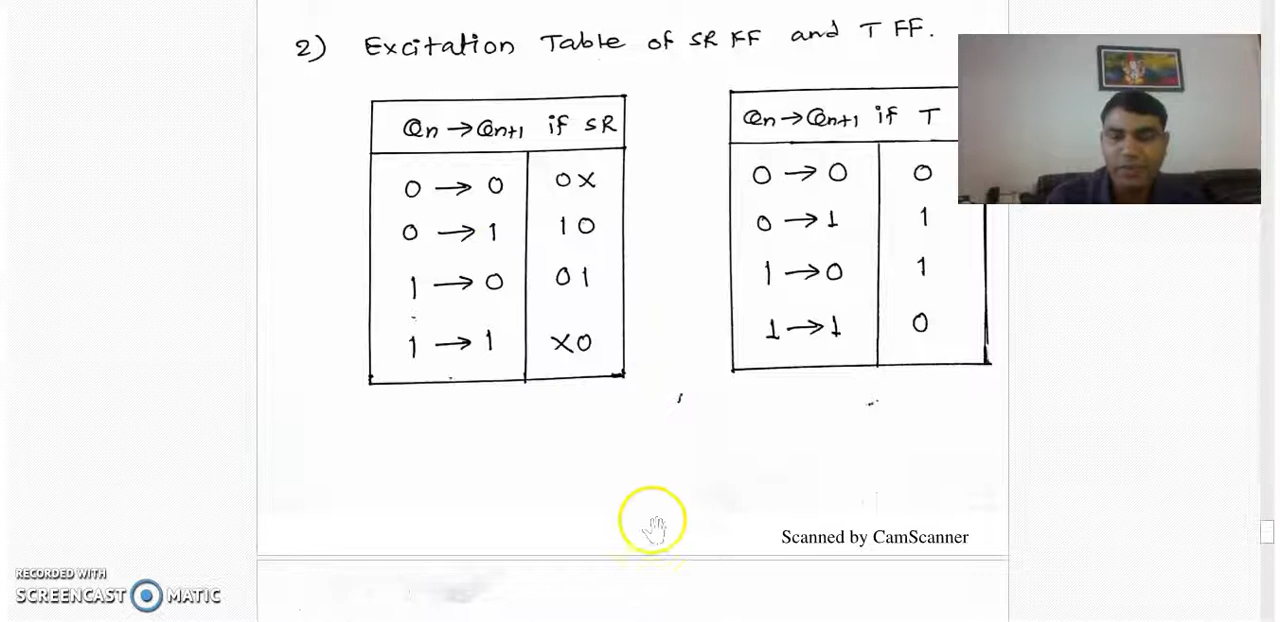 2) Excitation Table of SR FF and T FF.
Qn → Qn+1 if SR
0 → 0 0X
0 → 1 10
1 → 0 01
1 → 1 X0
Qn → Qn+1 if T
0 → 0 0
0 → 1 1
1 → 0 1
1 → 1 0
Scanned by CamScanner
RECORDED WITH
SCREENCAST MATIC